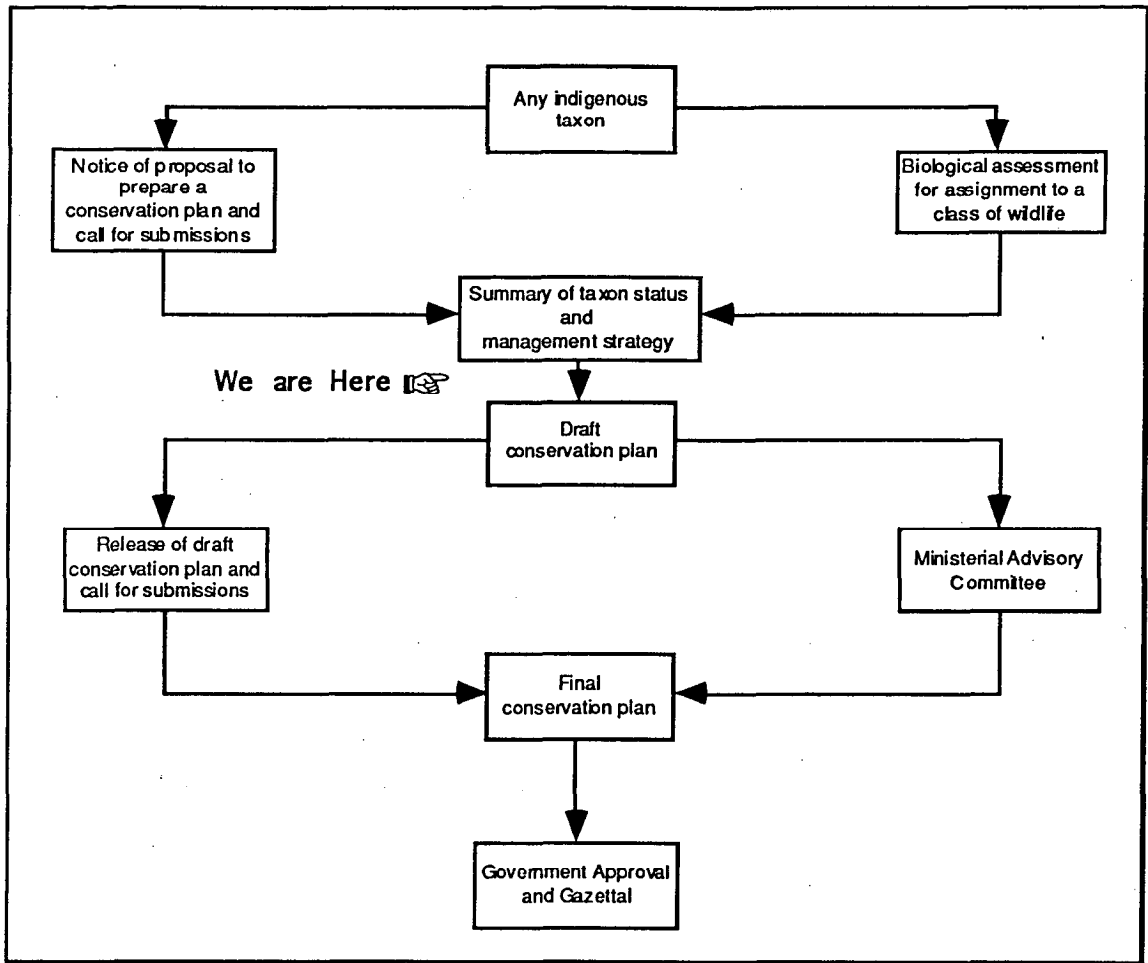 Any indigenous
taxon
Notice of proposal to
prepare a
conservation plan and
call for submissions
Biological assessment
for assignment to a
class of wildlife
Summary of taxon status
and
management strategy
We are Here
Draft
conservation plan
Release of draft
conservation plan and
call for submissions
Ministerial Advisory
Committee
Final
conservation plan
Government Approval
and Gazettal